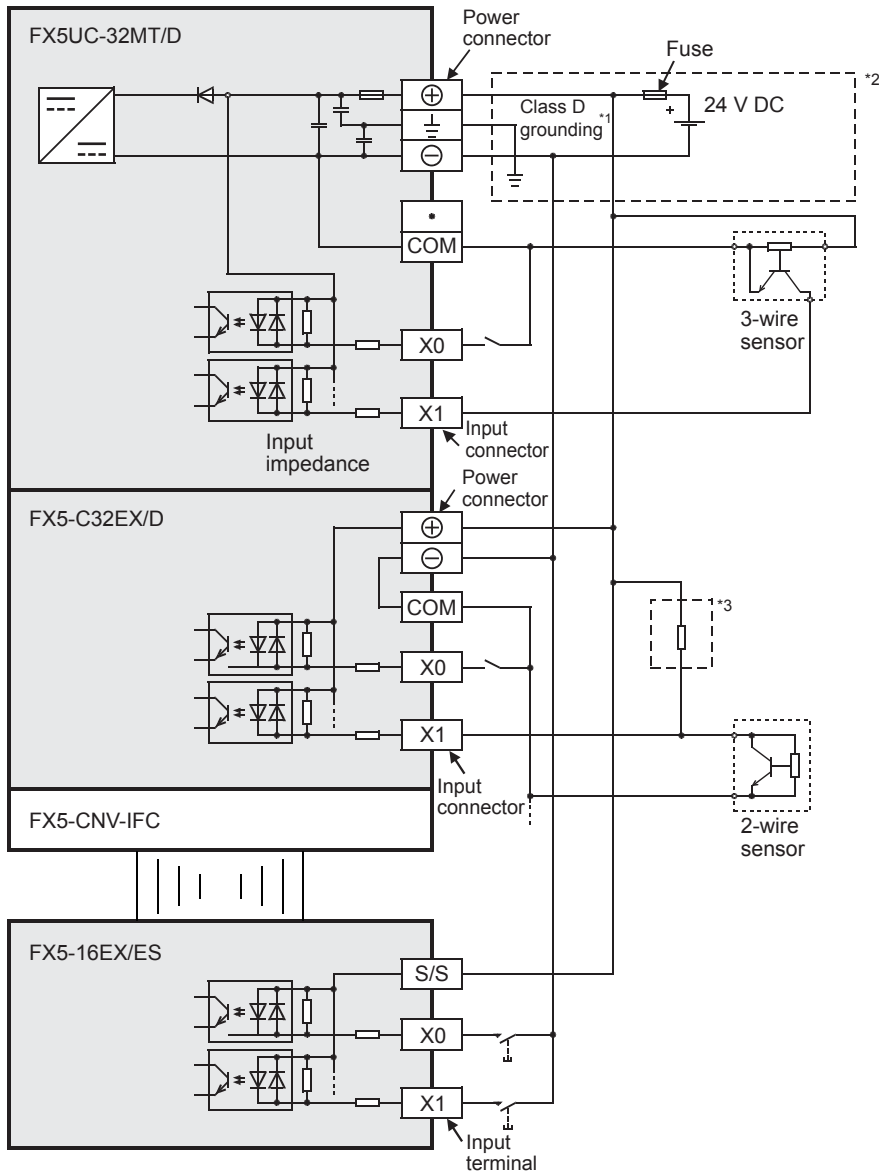 FX5UC-32MT/D
Power
connector
Fuse
*2
Class D
grounding*1
+
24 V DC
•
COM
X0
X1
3-wire
sensor
Input
impedance
Input
connector
FX5-C32EX/D
Power
connector
COM
*3
X0
X1
Input
connector
2-wire
sensor
FX5-CNV-IFC
FX5-16EX/ES
S/S
X0
X1
Input
terminal